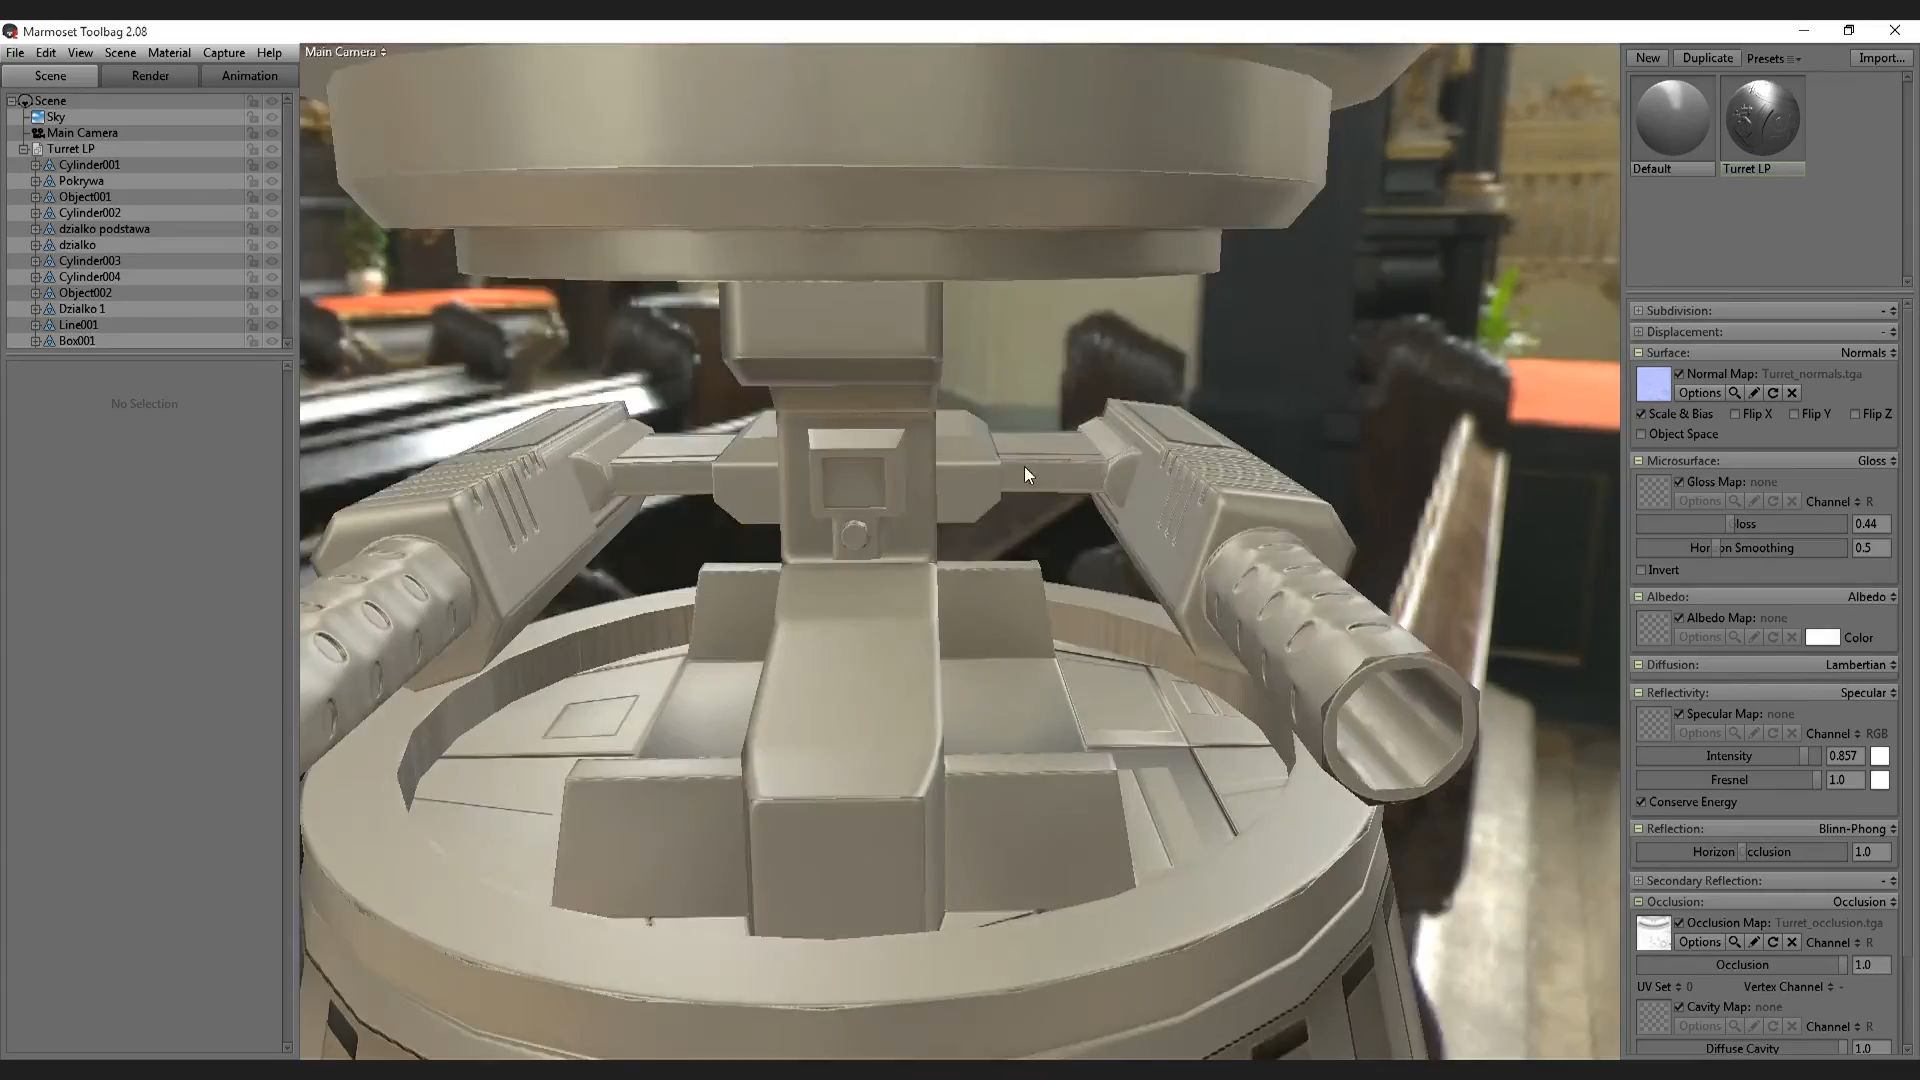 Marmoset Toolbag 2.08
File Edit View Scene Material Capture Help
Scene Render Animation
Main Camera
Scene
Sky
Main Camera
Turret LP
Cylinder001
Pokrywa
Object001
Cylinder002
dzialko podstawa
dzialko
Cylinder003
Cylinder004
Object002
Dzialko 1
Line001
Box001
No Selection
New Duplicate Presets Import...
Default Turret LP
Subdivision: -
Displacement: -
Surface: Normals
Normal Map: Turret_normals.tga
Options
Scale & Bias Flip X Flip Y Flip Z
Object Space
Microsurface: Gloss
Gloss Map: none
Options Channel R
loss 0.44
Hor on Smoothing 0.5
Invert
Albedo: Albedo
Albedo Map: none
Options Color
Diffusion: Lambertian
Reflectivity: Specular
Specular Map: none
Options Channel RGB
Intensity 0.857
Fresnel 1.0
Conserve Energy
Reflection: Blinn-Phong
Horizon cclusion 1.0
Secondary Reflection: -
Occlusion: Occlusion
Occlusion Map: Turret_occlusion.tga
Options Channel R
Occlusion 1.0
UV Set 0 Vertex Channel -
Cavity Map: none
Options Channel R
Diffuse Cavity 1.0